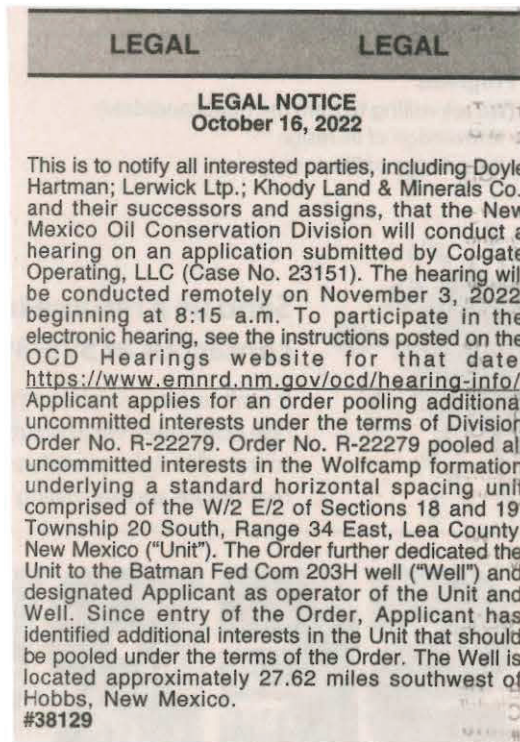 LEGAL LEGAL
LEGAL NOTICE
October 16, 2022
This is to notify all interested parties, including Doyle
Hartman; Lerwick Ltp.; Khody Land & Minerals Co.
and their successors and assigns, that the New
Mexico Oil Conservation Division will conduct a
hearing on an application submitted by Colgate
Operating, LLC (Case No. 23151). The hearing will
be conducted remotely on November 3, 2022
beginning at 8:15 a.m. To participate in the
electronic hearing, see the instructions posted on the
OCD Hearings website for that date
https://www.emnrd.nm.gov/ocd/hearing-info/
Applicant applies for an order pooling additional
uncommitted interests under the terms of Division
Order No. R-22279. Order No. R-22279 pooled all
uncommitted interests in the Wolfcamp formation
underlying a standard horizontal spacing unit
comprised of the W/2 E/2 of Sections 18 and 19
Township 20 South, Range 34 East, Lea County
New Mexico ("Unit"). The Order further dedicated the
Unit to the Batman Fed Com 203H well ("Well") and
designated Applicant as operator of the Unit and
Well. Since entry of the Order, Applicant has
identified additional interests in the Unit that should
be pooled under the terms of the Order. The Well is
located approximately 27.62 miles southwest of
Hobbs, New Mexico.
#38129